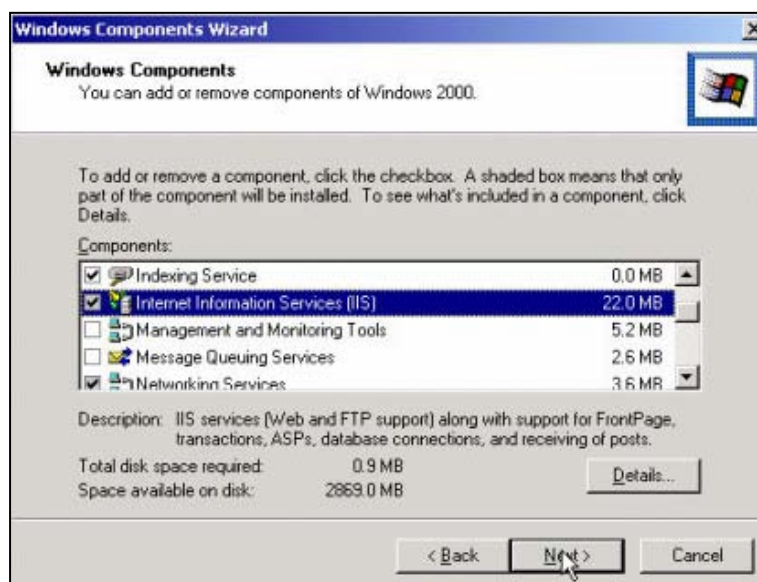 Windows Components Wizard
Windows Components
You can add or remove components of Windows 2000.
To add or remove a component, click the checkbox. A shaded box means that only
part of the component will be installed. To see what's included in a component, click
Details.
Components:
Indexing Service 0.0 MB
Internet Information Services (IIS) 22.0 MB
Management and Monitoring Tools 5.2 MB
Message Queuing Services 2.6 MB
Networking Services 3.6 MB
Description: IIS services (Web and FTP support) along with support for FrontPage,
transactions, ASPs, database connections, and receiving of posts.
Total disk space required: 0.9 MB
Space available on disk: 2869.0 MB
Details...
< Back Next > Cancel